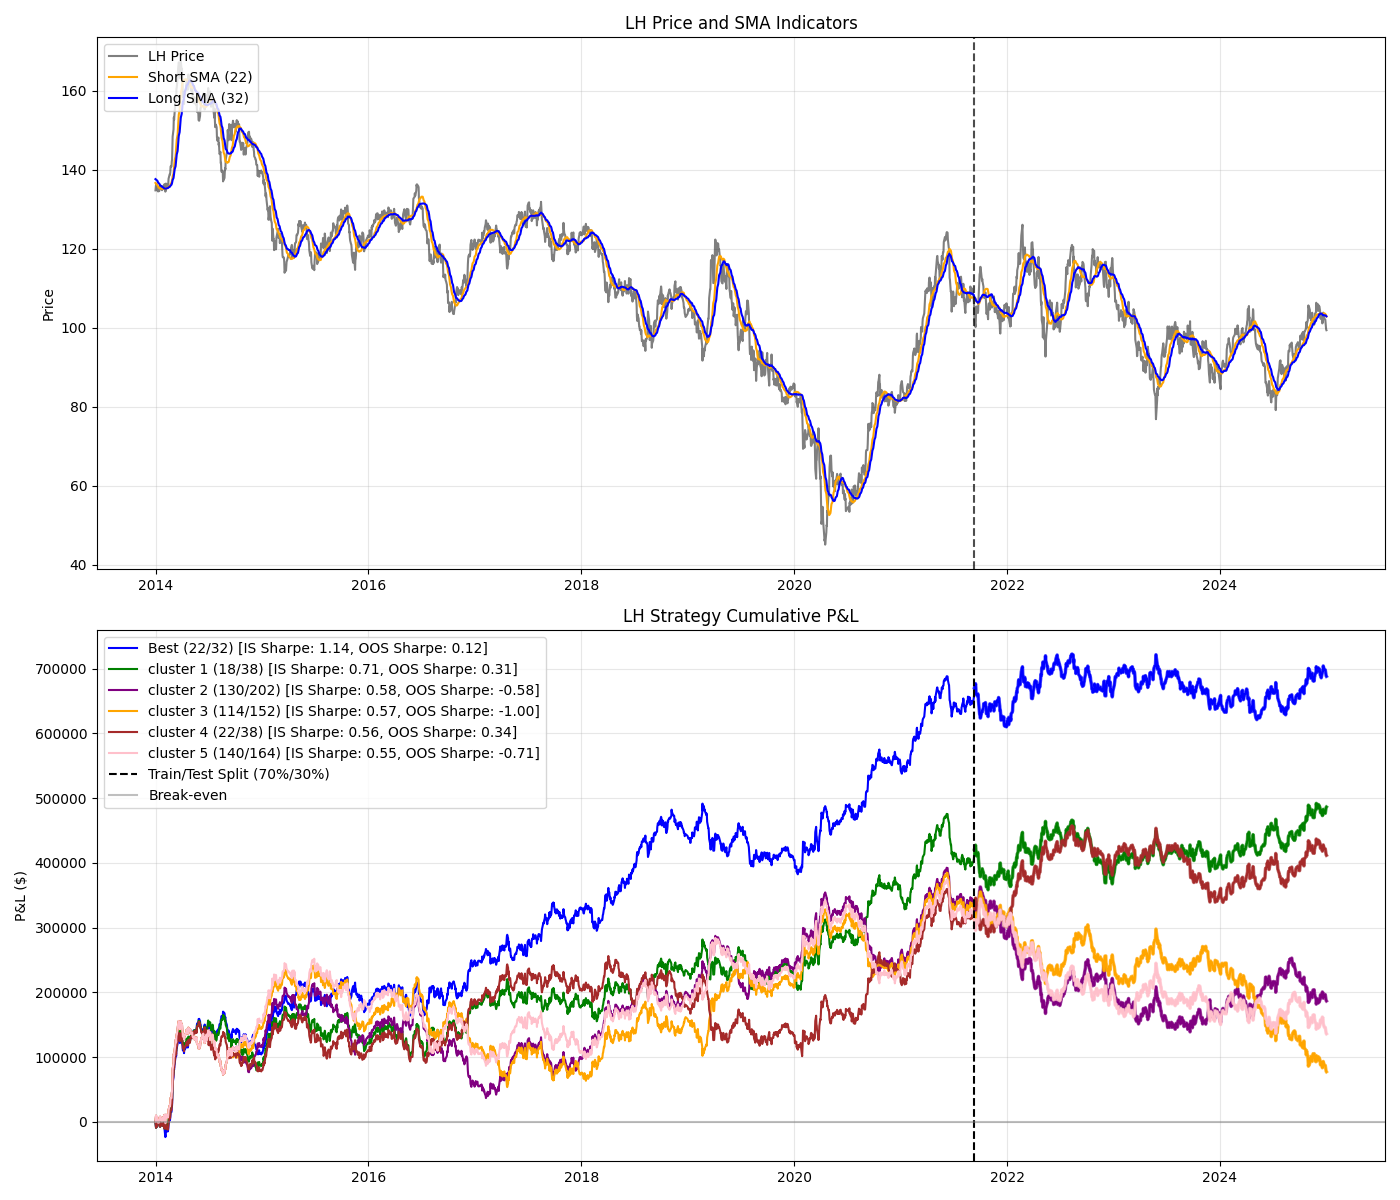 LH Price and SMA Indicators
LH Price
Short SMA (22)
Long SMA (32)
Price
160
140
120
100
80
60
40
2014
2016
2018
2020
2022
2024
LH Strategy Cumulative P&L
Best (22/32) [IS Sharpe: 1.14, OOS Sharpe: 0.12]
cluster 1 (18/38) [IS Sharpe: 0.71, OOS Sharpe: 0.31]
cluster 2 (130/202) [IS Sharpe: 0.58, OOS Sharpe: -0.58]
cluster 3 (114/152) [IS Sharpe: 0.57, OOS Sharpe: -1.00]
cluster 4 (22/38) [IS Sharpe: 0.56, OOS Sharpe: 0.34]
cluster 5 (140/164) [IS Sharpe: 0.55, OOS Sharpe: -0.71]
Train/Test Split (70%/30%)
Break-even
P&L ($)
700000
600000
500000
400000
300000
200000
100000
0
2014
2016
2018
2020
2022
2024